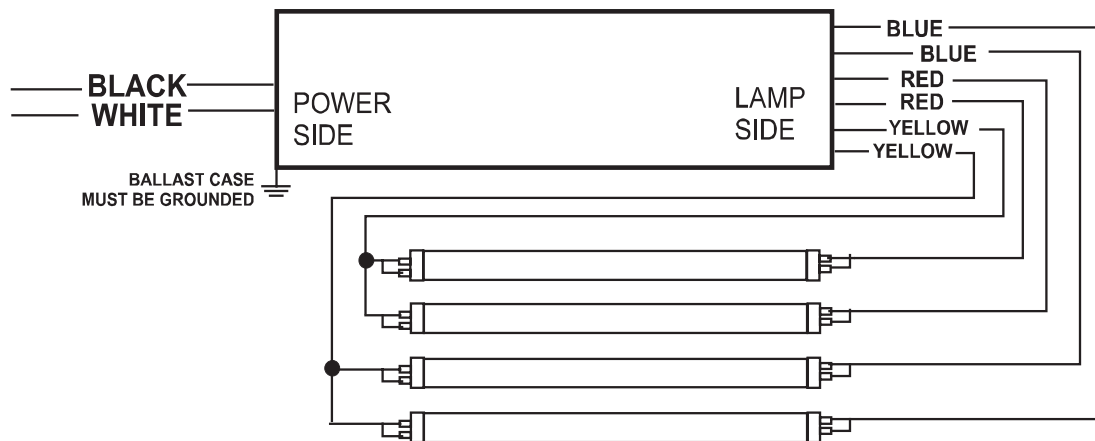 BLACK
WHITE
POWER
SIDE
BALLAST CASE
MUST BE GROUNDED
LAMP
SIDE
BLUE
BLUE
RED
RED
YELLOW
YELLOW